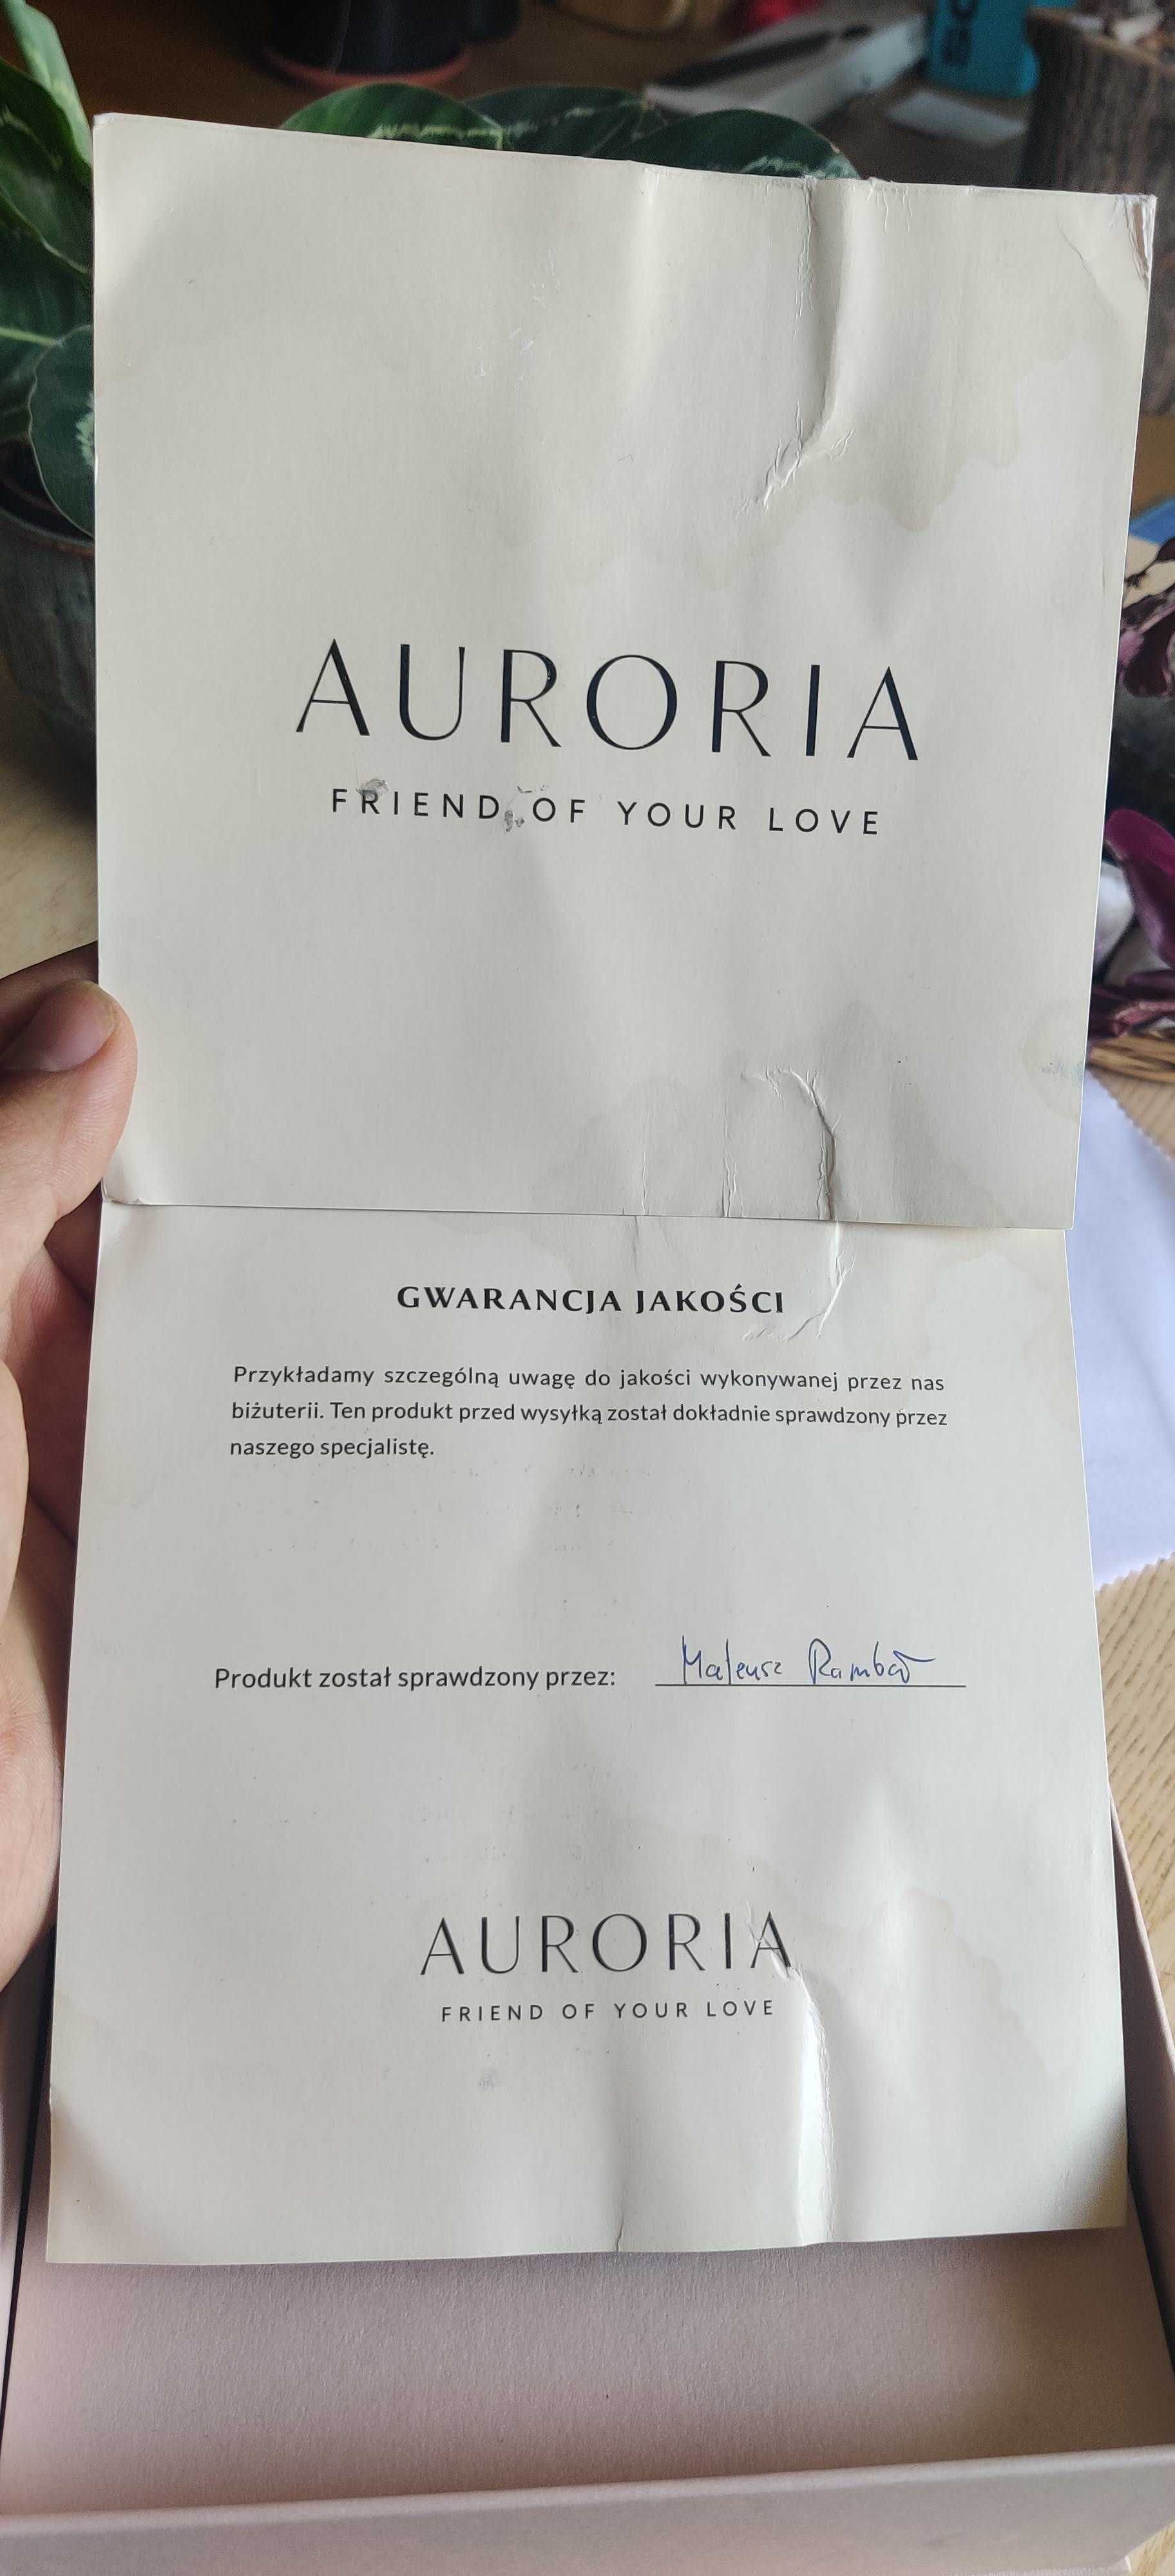 AURORIA
FRIEND OF YOUR LOVE
GWARANCJA JAKOŚCI
Przykładamy szczególną uwagę do jakości wykonywanej przez nas
biżuterii. Ten produkt przed wysyłką został dokładnie sprawdzony przez
naszego specjalistę.
Produkt został sprawdzony przez: Mateusz
AURORIA
FRIEND OF YOUR LOVE